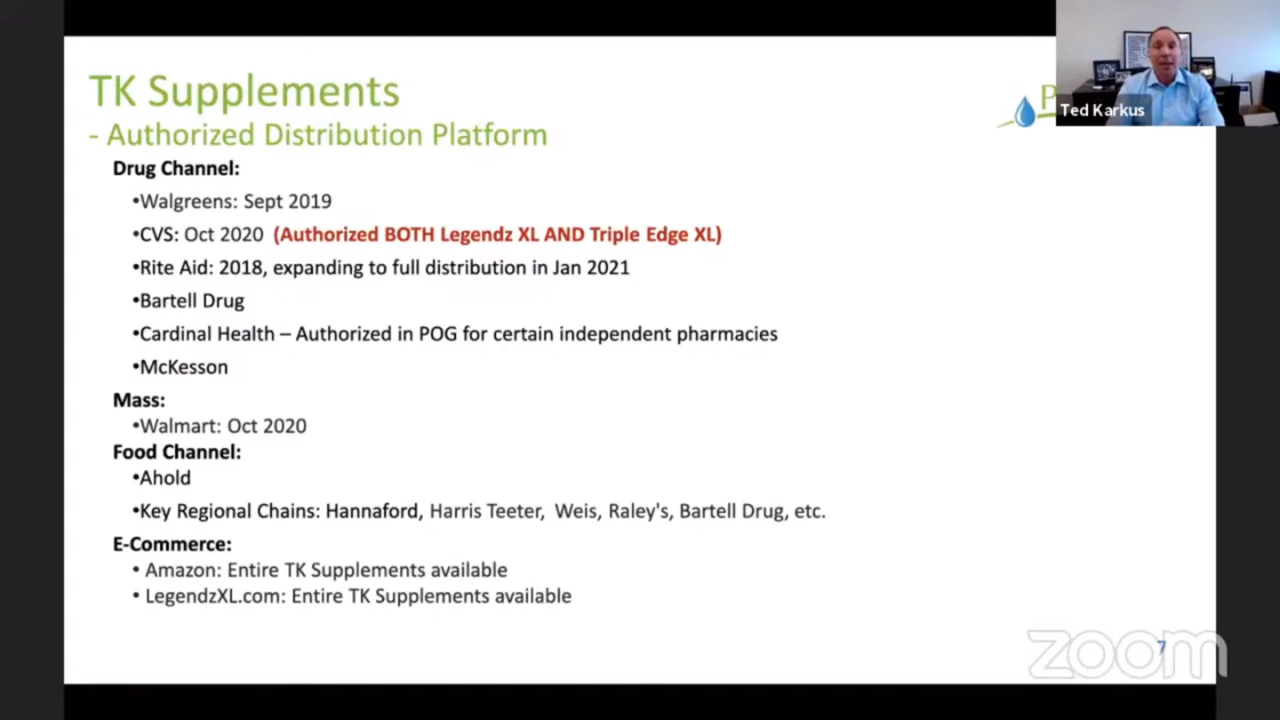 TK Supplements
- Authorized Distribution Platform
Ted Karkus
Drug Channel:
•Walgreens: Sept 2019
•CVS: Oct 2020 (Authorized BOTH Legendz XL AND Triple Edge XL)
•Rite Aid: 2018, expanding to full distribution in Jan 2021
•Bartell Drug
•Cardinal Health – Authorized in POG for certain independent pharmacies
•McKesson
Mass:
•Walmart: Oct 2020
Food Channel:
•Ahold
•Key Regional Chains: Hannaford, Harris Teeter, Weis, Raley's, Bartell Drug, etc.
E-Commerce:
• Amazon: Entire TK Supplements available
• LegendzXL.com: Entire TK Supplements available
7
zoom